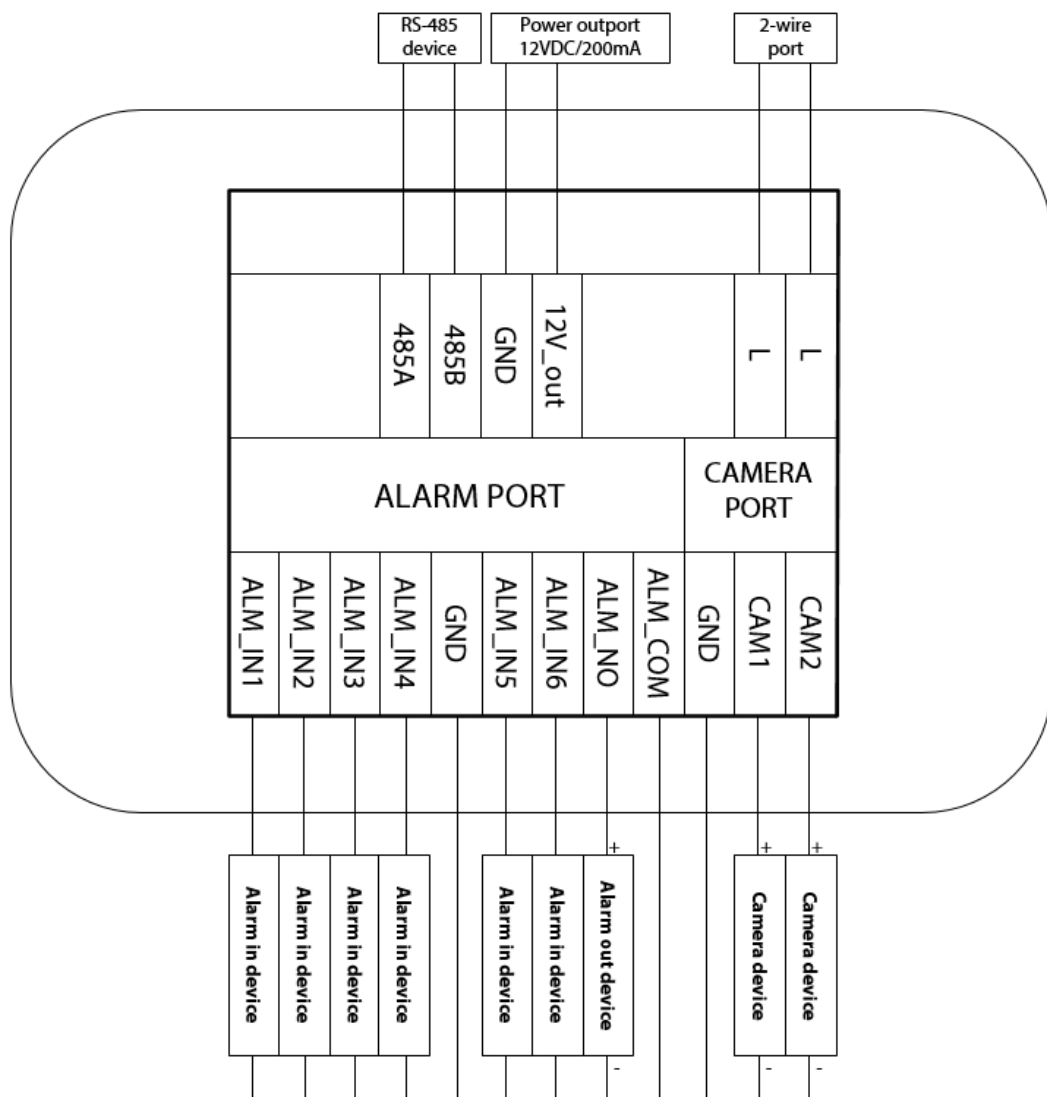 RS-485
device
Power outport
12VDC/200mA
2-wire
port
485A
485B
GND
12V_out
L
L
ALARM PORT
CAMERA
PORT
ALM_IN1
ALM_IN2
ALM_IN3
ALM_IN4
GND
ALM_IN5
ALM_IN6
ALM_NO
ALM_COM
GND
CAM1
CAM2
+
+
+
Alarm in device
Alarm in device
Alarm in device
Alarm in device
Alarm in device
Alarm in device
Alarm out device
Camera device
Camera device
-
-
-